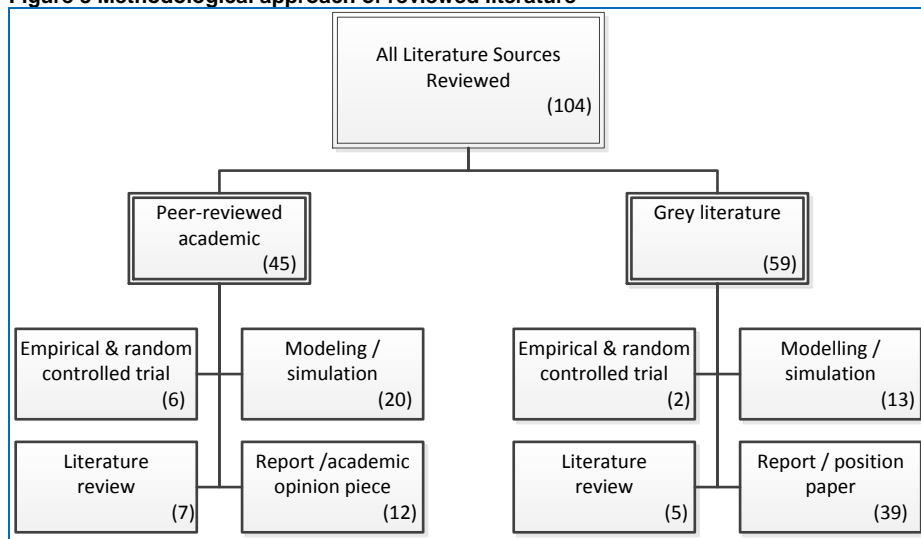 Figure Methodological approach of reviewed literature
All Literature Sources
Reviewed
(104)
Peer-reviewed
academic
(45)
Grey literature
(59)
Empirical & random
controlled trial
(6)
Modeling /
simulation
(20)
Empirical & random
controlled trial
(2)
Modelling /
simulation
(13)
Literature
review
(7)
Report /academic
opinion piece
(12)
Literature
review
(5)
Report / position
paper
(39)